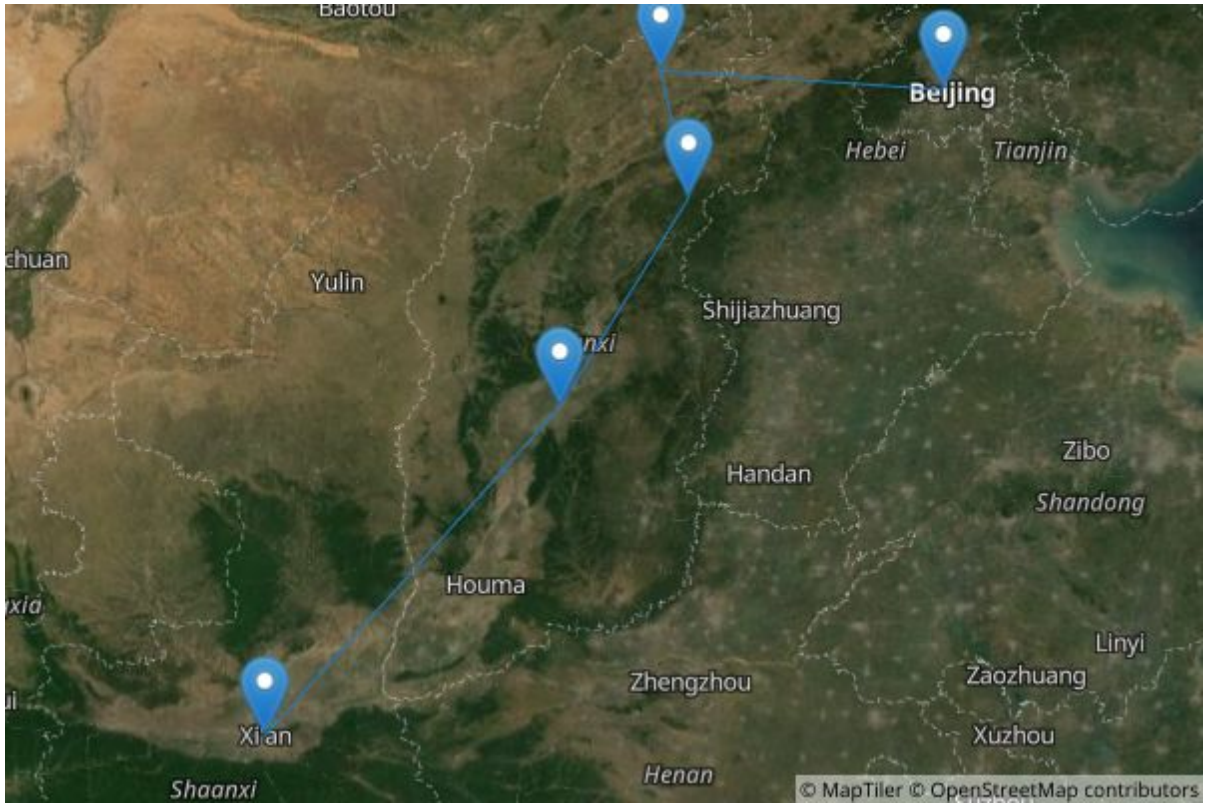 Baotou
Beijing
Hebei
Tianjin
chuan
Yulin
Shijiazhuang
nxi
Zibo
Handan
Shandong
Houma
xia
Linyi
Zhengzhou
Zaozhuang
ui
Xi'an
Xuzhou
Henan
Shaanxi
© MapTiler © OpenStreetMap contributors